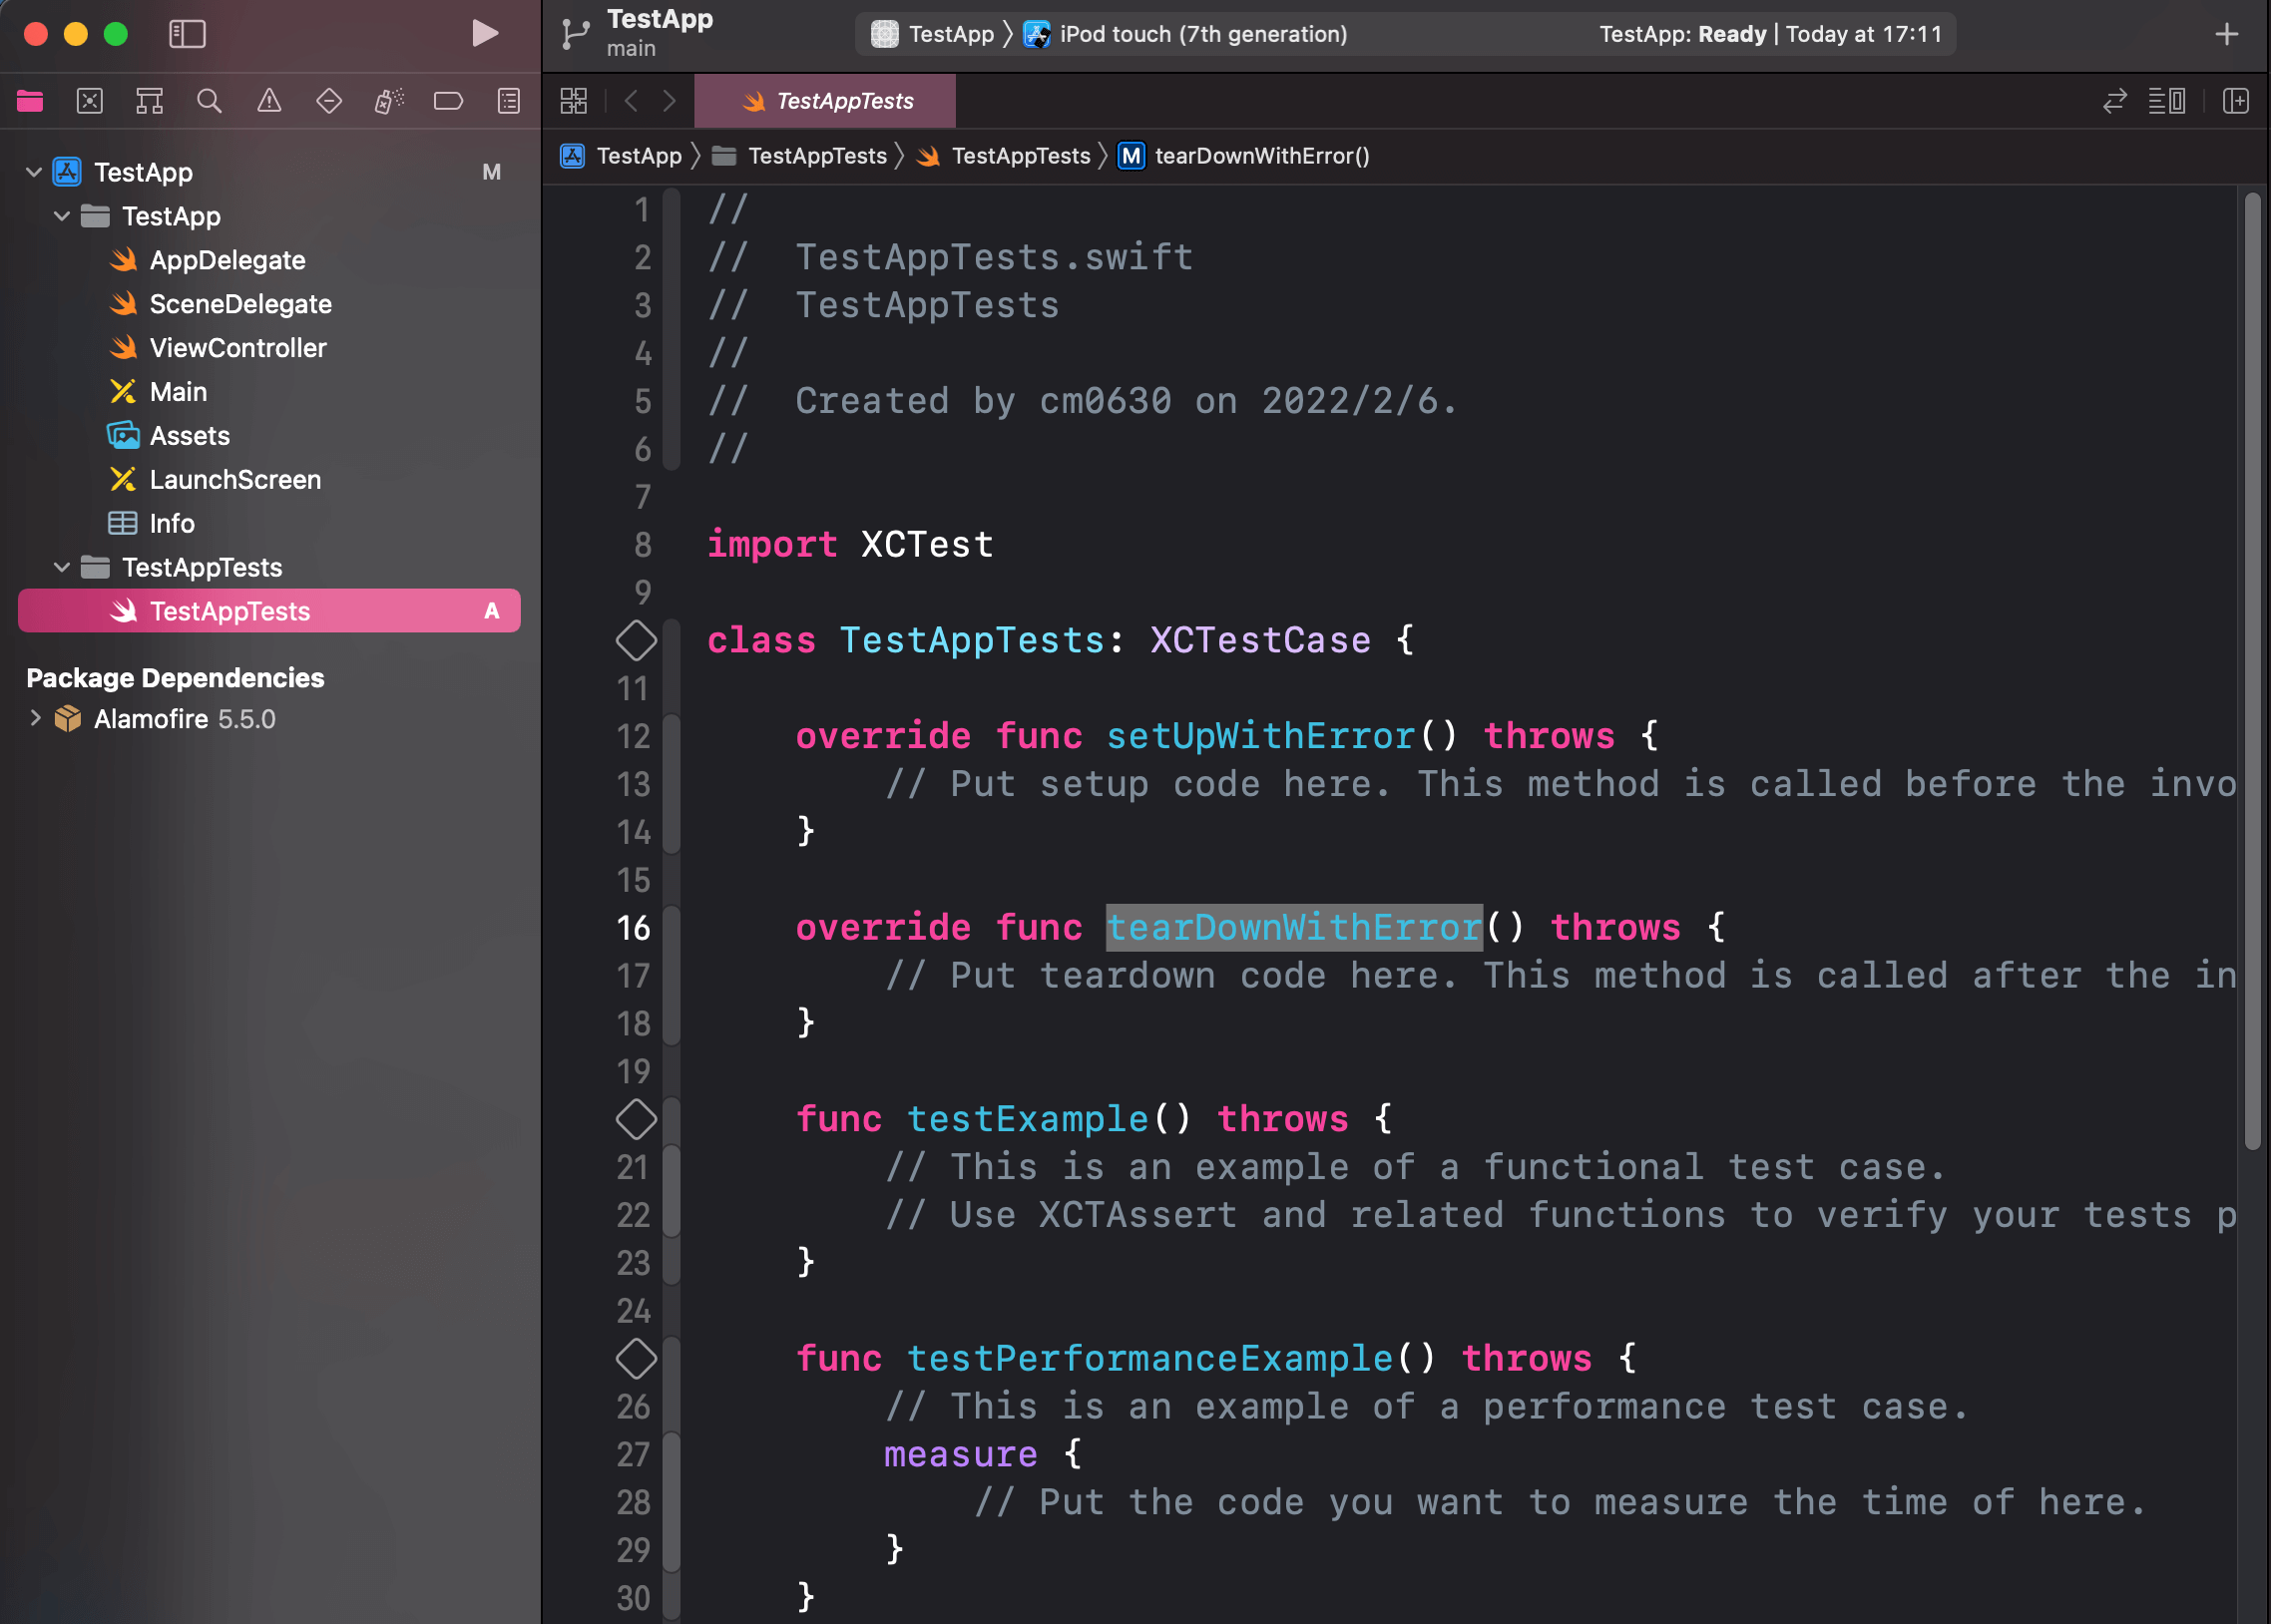 TestApp
main
TestApp
iPod touch (7th generation)
TestApp: Ready | Today at 17:11
TestAppTests
TestApp
TestAppTests
TestAppTests
M
tearDownWithError()
TestApp
M
TestApp
AppDelegate
SceneDelegate
ViewController
Main
Assets
LaunchScreen
Info
TestAppTests
TestAppTests
A
Package Dependencies
Alamofire 5.5.0
1 //
2 //  TestAppTests.swift
3 //  TestAppTests
4 //
5 //  Created by cm0630 on 2022/2/6.
6 //
7
8 import XCTest
9
class TestAppTests: XCTestCase {
11
12     override func setUpWithError() throws {
13         // Put setup code here. This method is called before the invo
14     }
15
16     override func tearDownWithError() throws {
17         // Put teardown code here. This method is called after the in
18     }
19
    func testExample() throws {
21         // This is an example of a functional test case.
22         // Use XCTAssert and related functions to verify your tests p
23     }
24
    func testPerformanceExample() throws {
26         // This is an example of a performance test case.
27         measure {
28             // Put the code you want to measure the time of here.
29         }
30     }